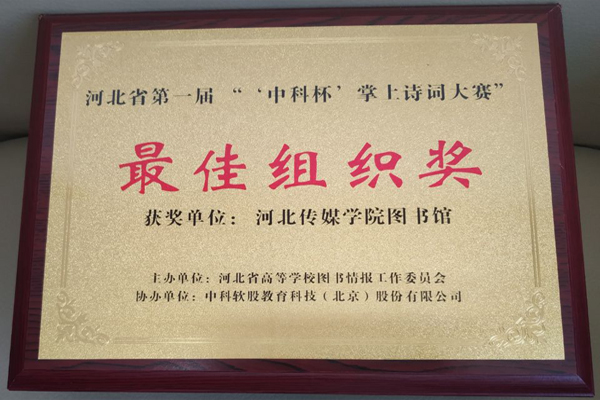 河北省第一届“‘中科杯’掌上诗词大赛”
最佳组织奖
获奖单位：河北传媒学院图书馆
主办单位：河北省高等学校图书情报工作委员会
协办单位：中科软股教育科技（北京）股份有限公司